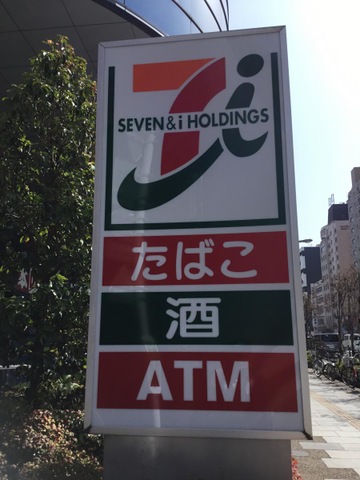 SEVEN & i HOLDINGS
たばこ
酒
ATM